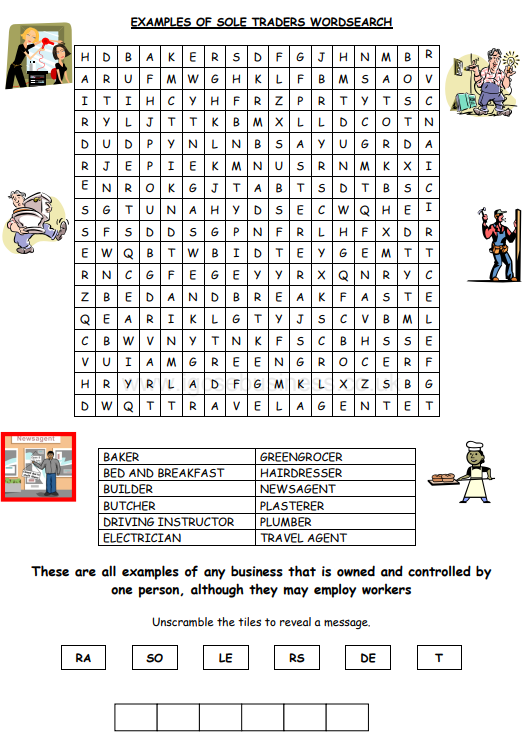 EXAMPLES OF SOLE TRADERS WORDSEARCH
H D B A K E R S D F G J H N M B R
A R U F M W G H K L F B M S A O V
I T I H C Y H F R Z P R T Y T S C
R Y L J T T K B M X L L D C O T N
D U D P Y N L N B S A Y U G R D A
R J E P I E K M N U S R N M K X I
E N R O K G J T A B T S D T B S C
S G T U N A H Y D S E C W Q H E I
S F S D D S G P N F R L H F X D R
E W Q B T W B I D T E Y G E M T T
R N C G F E G E Y Y R X Q N R Y C
Z B E D A N D B R E A K F A S T E
Q E A R I K L G T Y J S C V B M L
C B W V N Y T N K F S C B H S S E
V U I A M G R E E N G R O C E R F
H R Y V M H D F G M K L X Z S B G
D W Q T T R A V E L A G E N T E T
Newsagent
BAKER GREENGROCER
BED AND BREAKFAST HAIRDRESSER
BUILDER NEWSAGENT
BUTCHER PLASTERER
DRIVING INSTRUCTOR PLUMBER
ELECTRICIAN TRAVEL AGENT
These are all examples of any business that is owned and controlled by
one person, although they may employ workers
Unscramble the tiles to reveal a message.
RA SO LE RS DE T